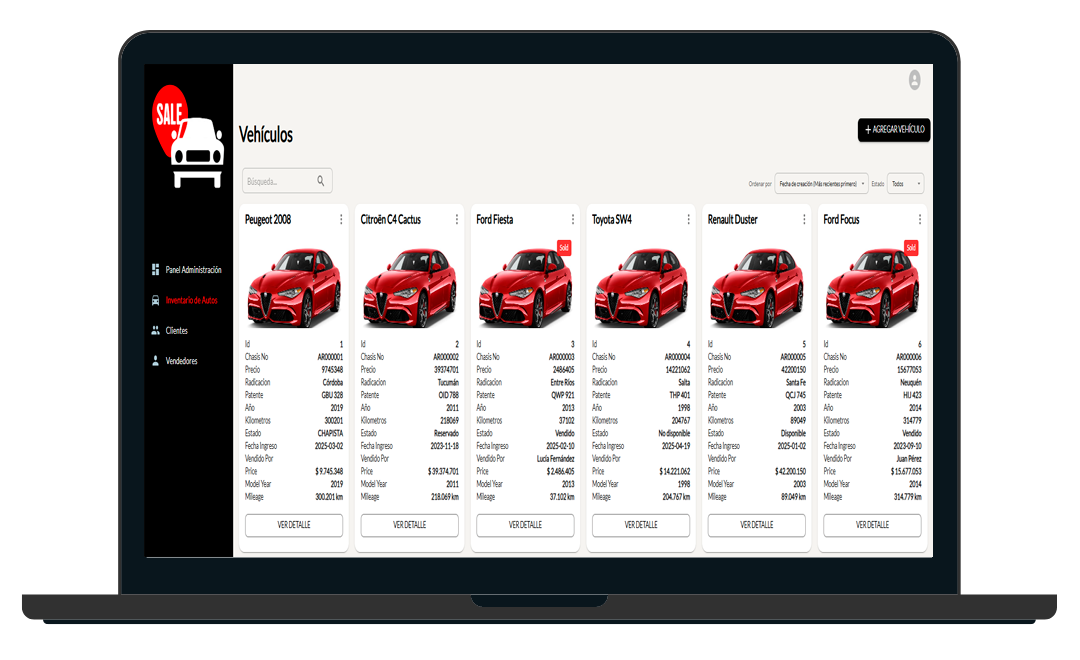 SALE
Vehículos
+ AGREGAR VEHÍCULO
Búsqueda...
Ordenar por Fecha de creación (Más recientes primero) Estado Todos
Panel Administración
Inventario de Autos
Clientes
Vendedores
Peugeot 2008
Id 1
Chasis No AR000001
Precio 9745348
Radicacion Córdoba
Patente GBU 328
Año 2019
Kilometros 300201
Estado CHAPISTA
Fecha Ingreso 2025-03-02
Vendido Por
Price $ 9.745.348
Model Year 2019
Mileage 300.201 km
VER DETALLE
Citroën C4 Cactus
Id 2
Chasis No AR000002
Precio 39374701
Radicacion Tucumán
Patente OID 788
Año 2011
Kilometros 218069
Estado Reservado
Fecha Ingreso 2023-11-18
Vendido Por
Price $ 39.374.701
Model Year 2011
Mileage 218.069 km
VER DETALLE
Ford Fiesta
Sold
Id 3
Chasis No AR000003
Precio 2486405
Radicacion Entre Ríos
Patente QWP 921
Año 2013
Kilometros 37102
Estado Vendido
Fecha Ingreso 2025-02-10
Vendido Por Lucía Fernández
Price $ 2.486.405
Model Year 2013
Mileage 37.102 km
VER DETALLE
Toyota SW4
Id 4
Chasis No AR000004
Precio 14221062
Radicacion Salta
Patente THP 401
Año 1998
Kilometros 204767
Estado No disponible
Fecha Ingreso 2025-04-19
Vendido Por
Price $ 14.221.062
Model Year 1998
Mileage 204.767 km
VER DETALLE
Renault Duster
Id 5
Chasis No AR000005
Precio 42200150
Radicacion Santa Fe
Patente QCJ 745
Año 2003
Kilometros 89049
Estado Disponible
Fecha Ingreso 2025-01-02
Vendido Por
Price $ 42.200.150
Model Year 2003
Mileage 89.049 km
VER DETALLE
Ford Focus
Sold
Id 6
Chasis No AR000006
Precio 15677053
Radicacion Neuquén
Patente HIJ 423
Año 2014
Kilometros 314779
Estado Vendido
Fecha Ingreso 2023-09-10
Vendido Por Juan Pérez
Price $ 15.677.053
Model Year 2014
Mileage 314.779 km
VER DETALLE